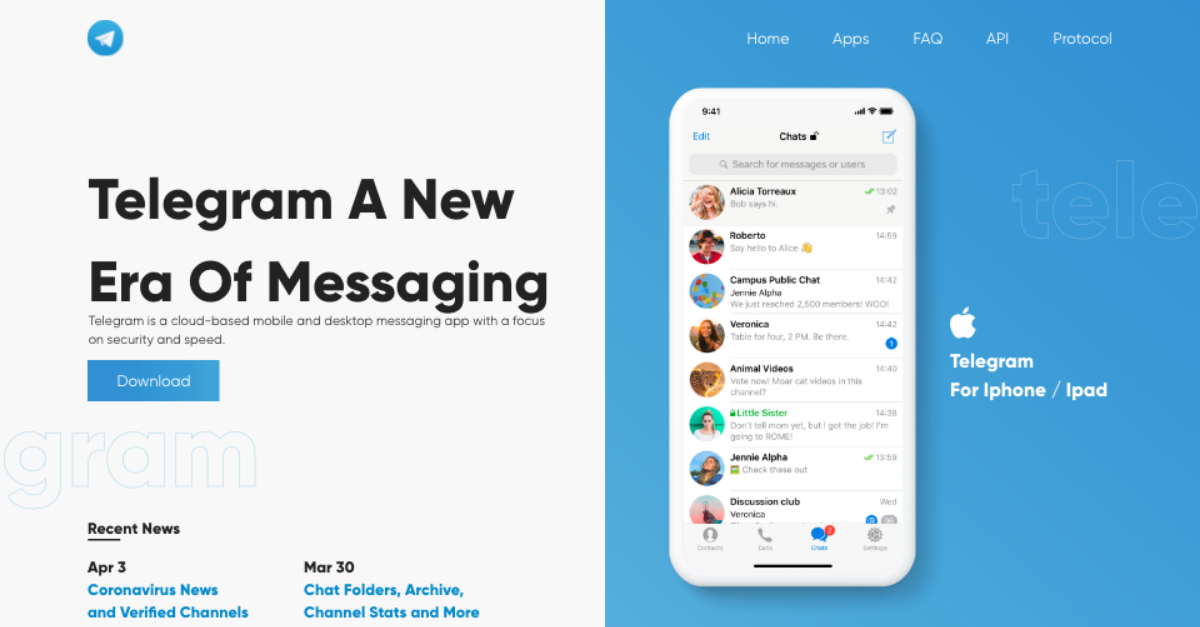 Home Apps FAQ API Protocol
Telegram A New
Era Of Messaging
Telegram is a cloud-based mobile and desktop messaging app with a focus
on security and speed.
Download
gram
Recent News
Apr 3
Coronavirus News
and Verified Channels
Mar 30
Chat Folders, Archive,
Channel Stats and More
9:41
Edit Chats
Search for messages or users
Alicia Torreaux 13:02
Bob says hi.
Roberto 14:59
Say hello to Alice 👋
Campus Public Chat 14:42
Jennie Alpha
We just reached 2,500 members! WOO!
Veronica 14:42
Table for four, 2 PM. Be there.
1
Animal Videos 14:40
Vote now! Moar cat videos in this
channel?
Little Sister 14:38
Don't tell mom yet, but I got the job! I'm
going to ROME!
Jennie Alpha 13:59
Check these out
Discussion club Wed
Veronica
2
Contacts Calls Chats Settings
tele
Telegram
For Iphone / Ipad